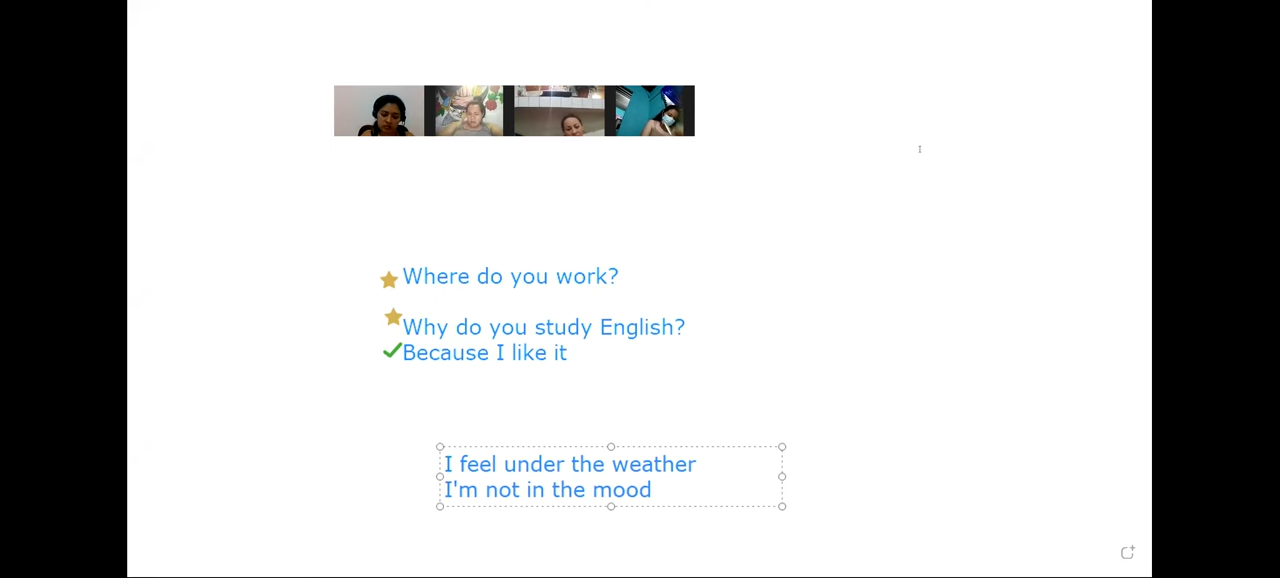 Where do you work?
Why do you study English?
Because I like it
I feel under the weather
I'm not in the mood